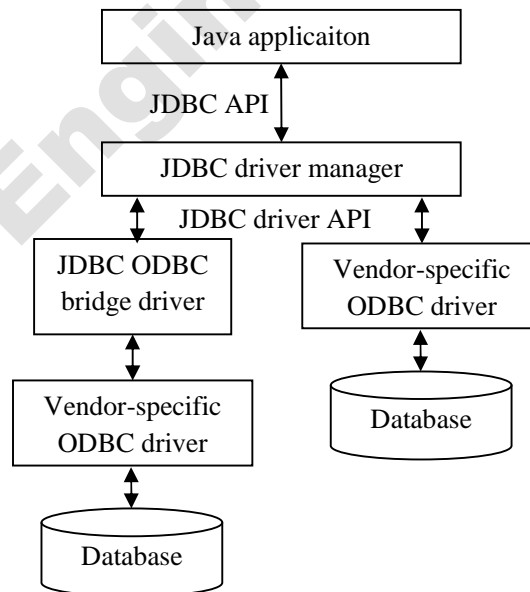 Java applicaiton
JDBC API
JDBC driver manager
JDBC driver API
JDBC ODBC
bridge driver
Vendor-specific
ODBC driver
Vendor-specific
ODBC driver
Database
Database
Engin